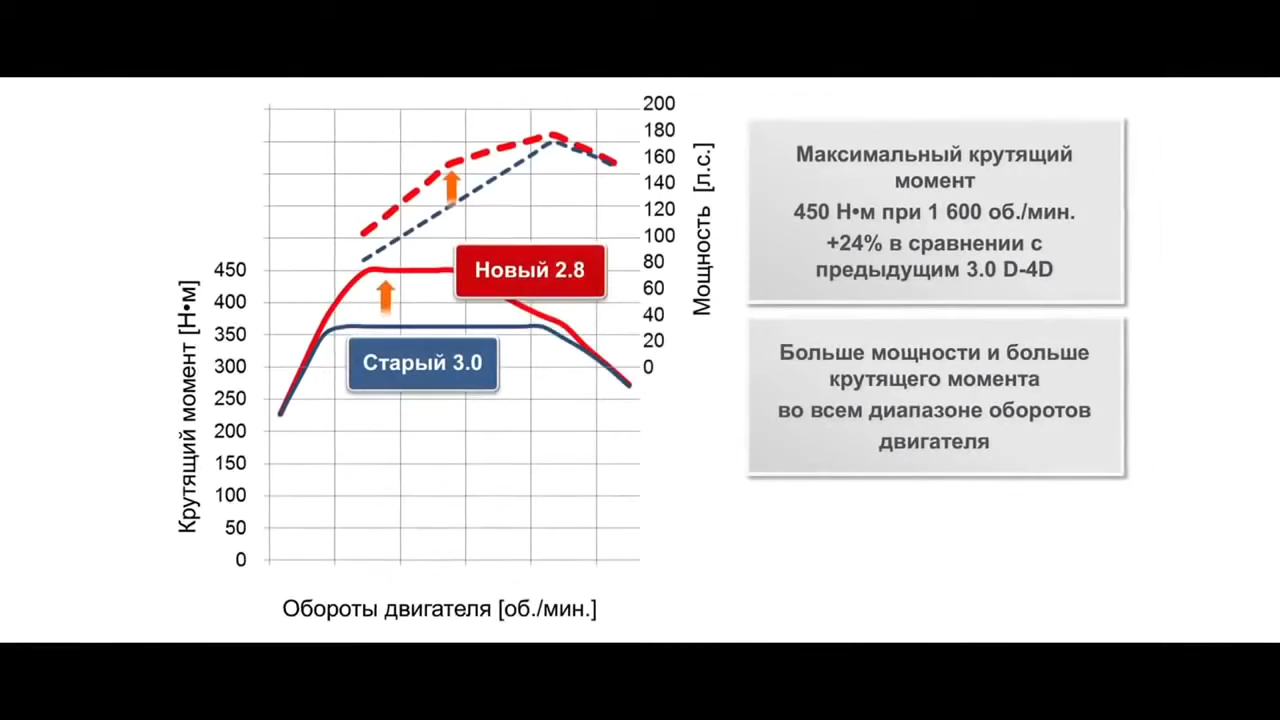 200
180
160
140
120
100
80
60
40
20
0
Мощность [л.с.]
450
400
350
300
250
200
150
100
50
0
Крутящий момент [Н•м]
Новый 2.8
Старый 3.0
Обороты двигателя [об./мин.]
Максимальный крутящий
момент
450 Н•м при 1 600 об./мин.
+24% в сравнении с
предыдущим 3.0 D-4D
Больше мощности и больше
крутящего момента
во всем диапазоне оборотов
двигателя